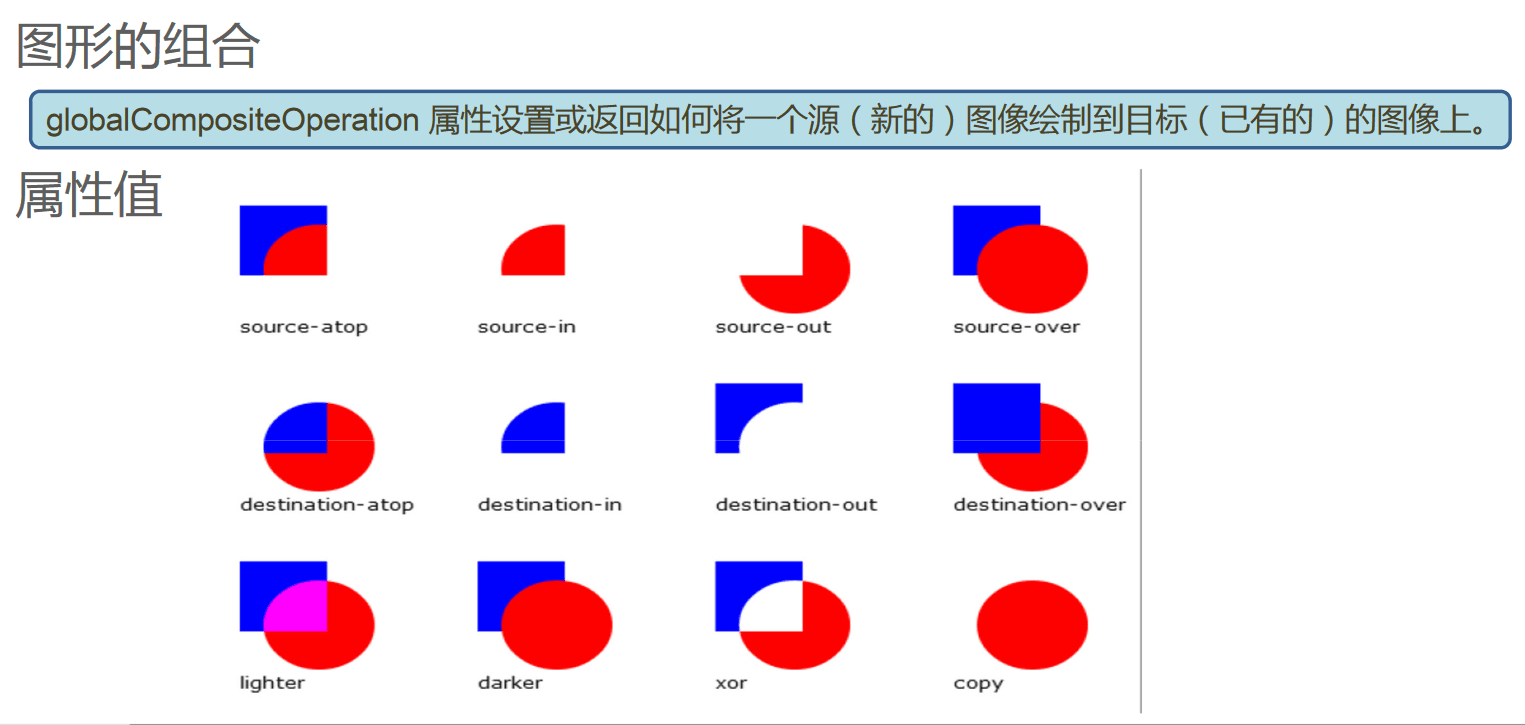 图形的组合
globalCompositeOperation 属性设置或返回如何将一个源（新的）图像绘制到目标（已有的）的图像上。
属性值
source-atop
source-in
source-out
source-over
destination-atop
destination-in
destination-out
destination-over
lighter
darker
xor
copy